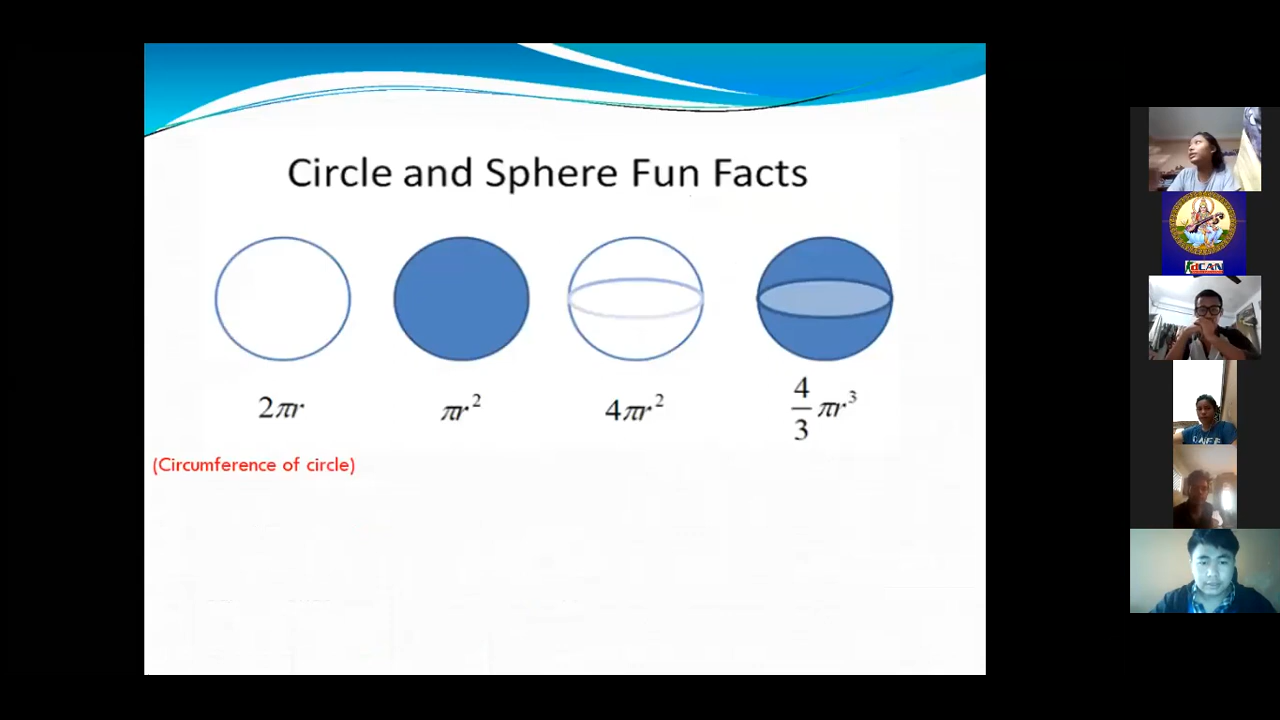 Circle and Sphere Fun Facts
2πr
πr²
4πr²
4/3 πr³
(Circumference of circle)